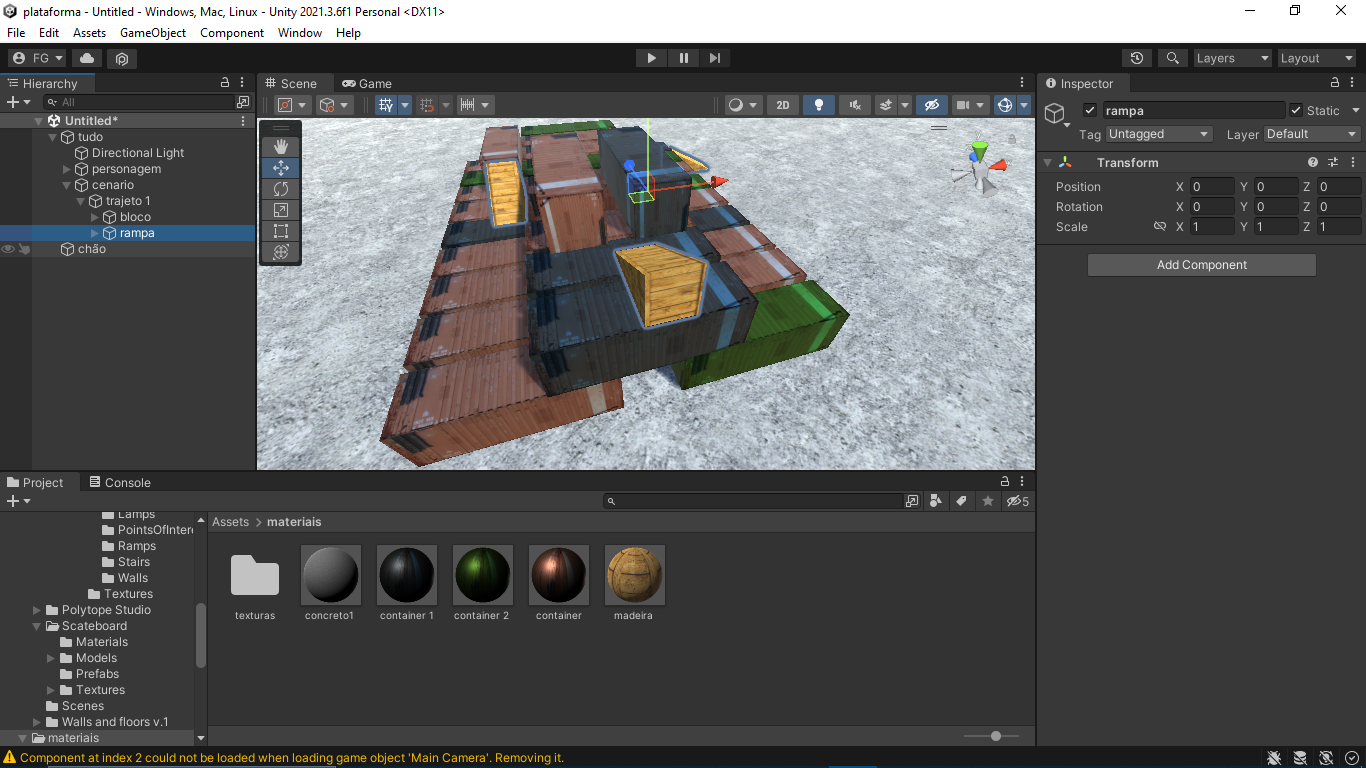 plataforma - Untitled - Windows, Mac, Linux - Unity 2021.3.6f1 Personal <DX11>
File Edit Assets GameObject Component Window Help
FG
Layers Layout
Hierarchy
All
Untitled*
tudo
Directional Light
personagem
cenario
trajeto 1
bloco
rampa
chão
Scene Game
2D
y
Inspector
rampa Static
Tag Untagged Layer Default
Transform
Position X 0 Y 0 Z 0
Rotation X 0 Y 0 Z 0
Scale X 1 Y 1 Z 1
Add Component
Project Console
5
Lamps
PointsOfIntere
Ramps
Stairs
Walls
Textures
Polytope Studio
Scateboard
Materials
Models
Prefabs
Textures
Scenes
Walls and floors v.1
materiais
Assets > materiais
texturas concreto1 container 1 container 2 container madeira
Component at index 2 could not be loaded when loading game object 'Main Camera'. Removing it.